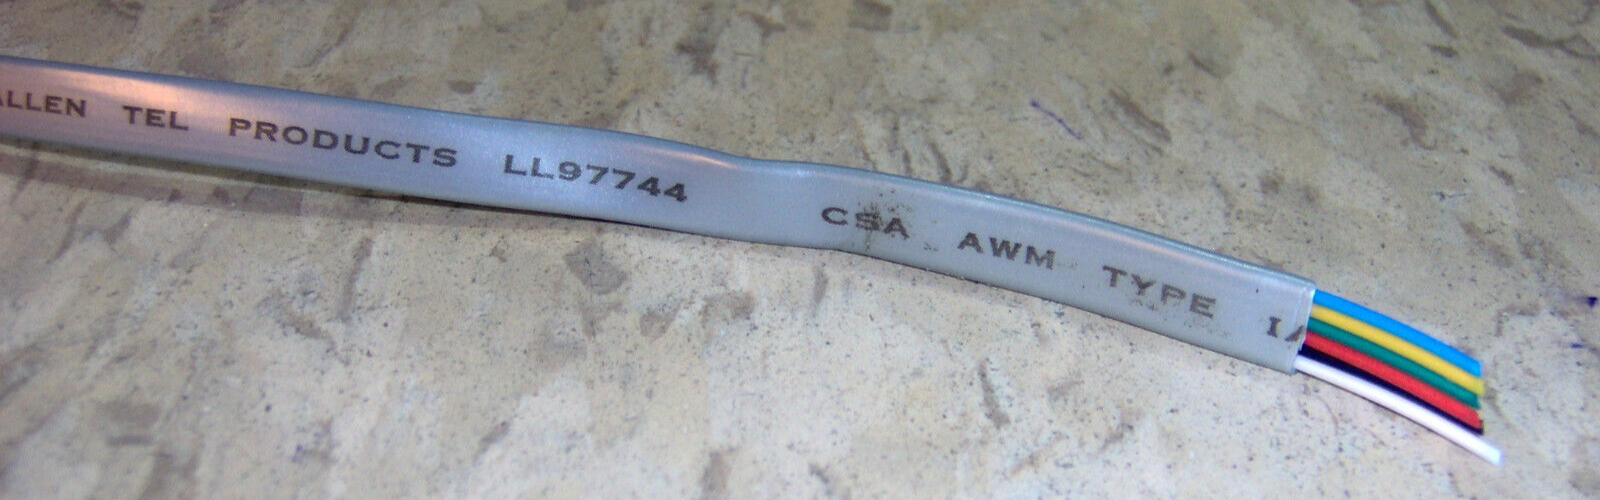 ALLEN TEL PRODUCTS LL97744 CSA AWM TYPE